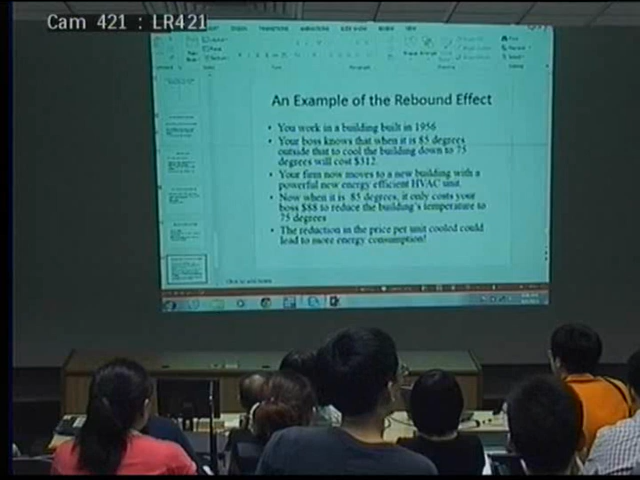 Cam 421 : LR421
An Example of the Rebound Effect
• You work in a building built in 1956
• Your boss knows that when it is 85 degrees
outside that to cool the building down to 75
degrees will cost $312.
• Your firm now moves to a new building with a
powerful new energy efficient HVAC unit.
• Now when it is 85 degrees, it only costs your
boss $88 to reduce the building's temperature to
75 degrees
• The reduction in the price per unit cooled could
lead to more energy consumption!
Click to add notes